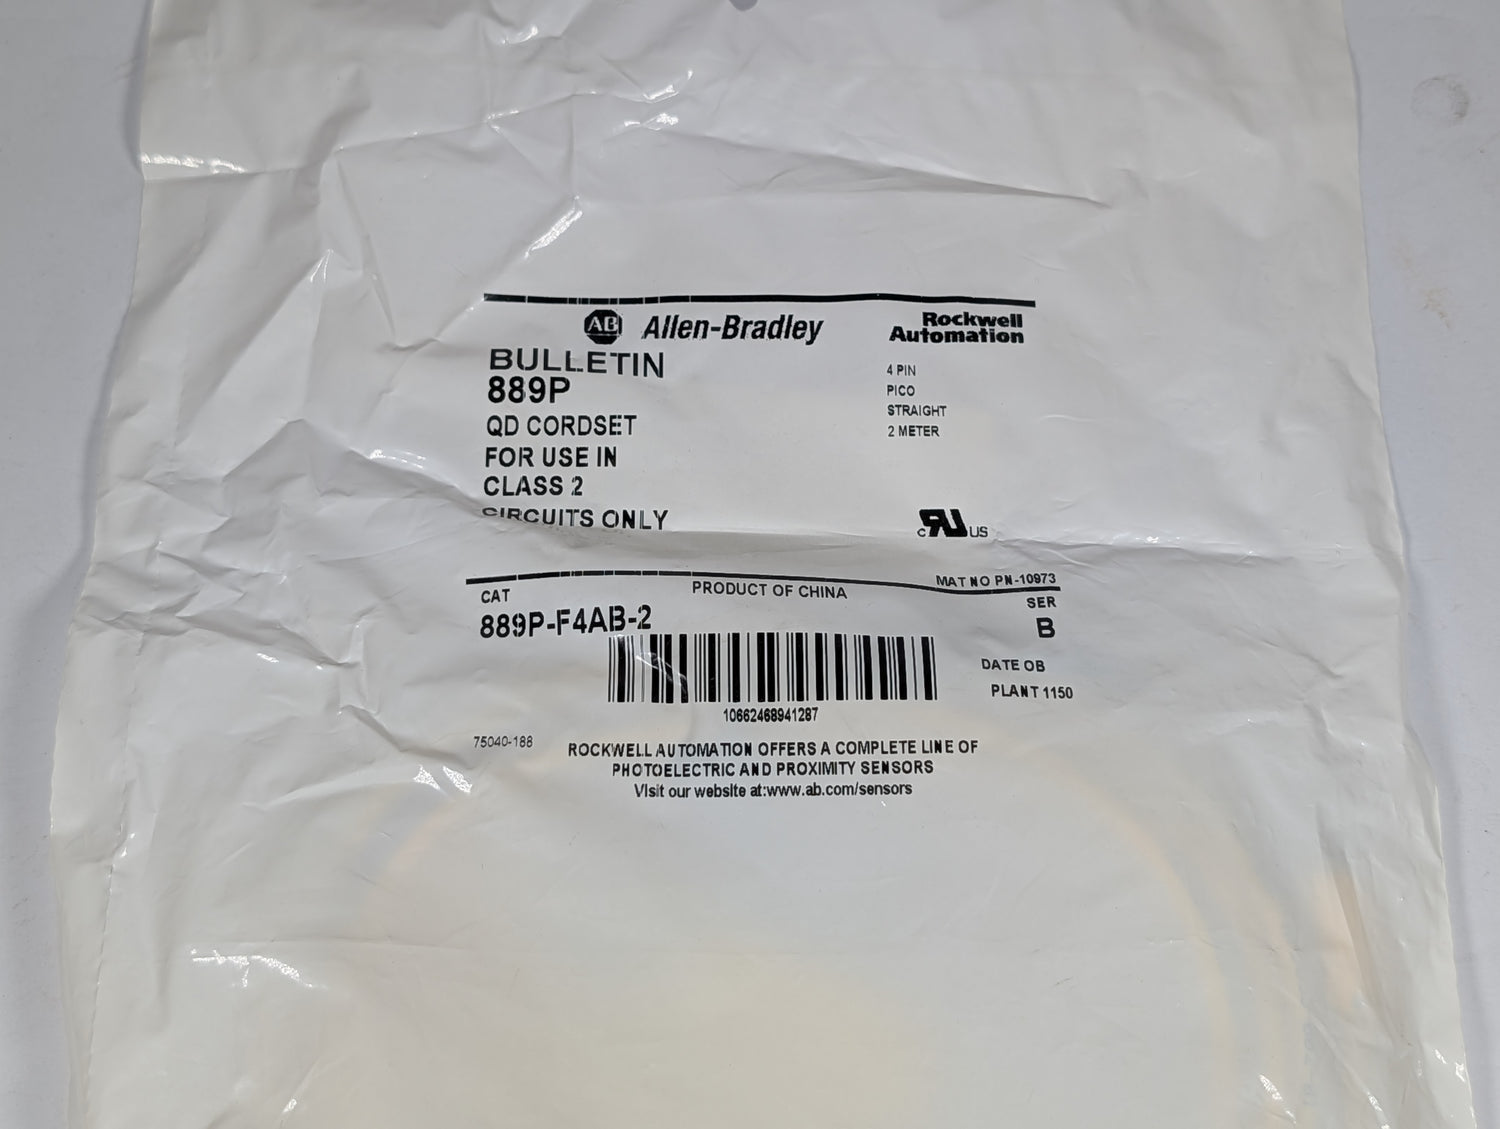 AB Allen-Bradley
Rockwell
Automation
BULLETIN
889P
QD CORDSET
FOR USE IN
CLASS 2
CIRCUITS ONLY
4 PIN
PICO
STRAIGHT
2 METER
c RU US
MAT NO PN-10973
PRODUCT OF CHINA
CAT
889P-F4AB-2
SER
B
DATE OB
PLANT 1150
10662468941287
75040-188
ROCKWELL AUTOMATION OFFERS A COMPLETE LINE OF
PHOTOELECTRIC AND PROXIMITY SENSORS
Visit our website at:www.ab.com/sensors